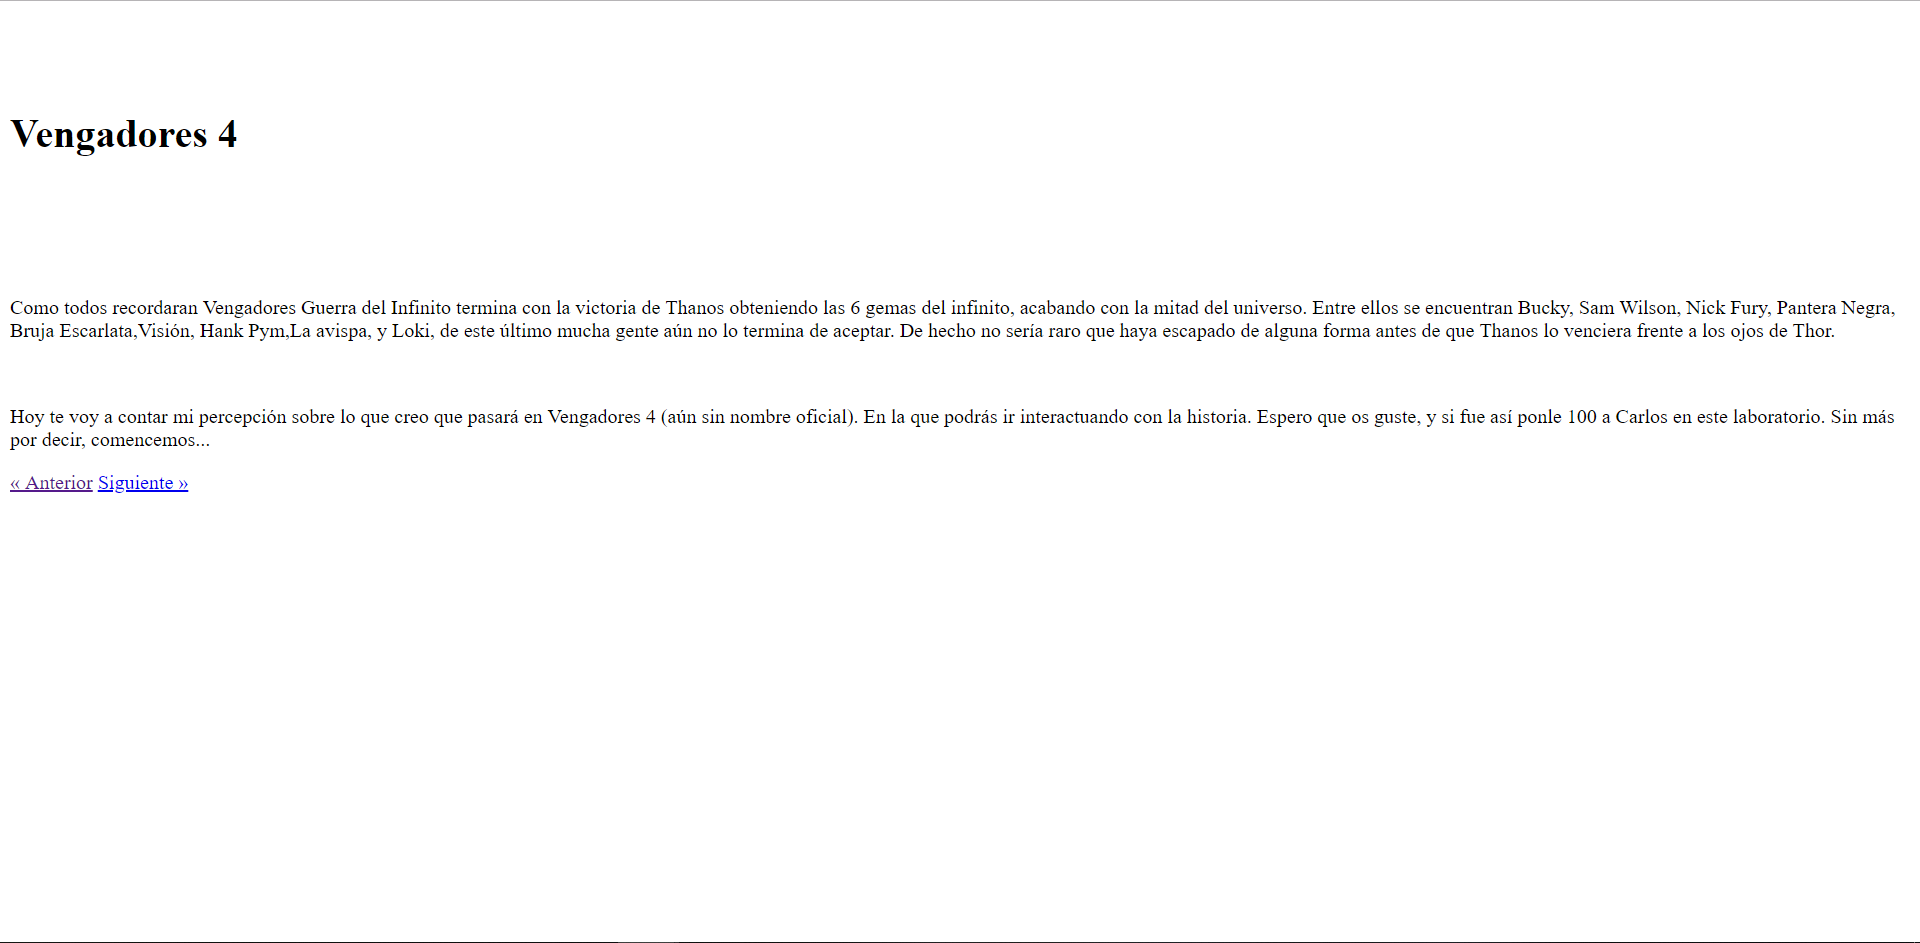 Vengadores 4
Como todos recordaran Vengadores Guerra del Infinito termina con la victoria de Thanos obteniendo las 6 gemas del infinito, acabando con la mitad del universo. Entre ellos se encuentran Bucky, Sam Wilson, Nick Fury, Pantera Negra,
Bruja Escarlata,Visión, Hank Pym,La avispa, y Loki, de este último mucha gente aún no lo termina de aceptar. De hecho no sería raro que haya escapado de alguna forma antes de que Thanos lo venciera frente a los ojos de Thor.
Hoy te voy a contar mi percepción sobre lo que creo que pasará en Vengadores 4 (aún sin nombre oficial). En la que podrás ir interactuando con la historia. Espero que os guste, y si fue así ponle 100 a Carlos en este laboratorio. Sin más
por decir, comencemos...
« Anterior Siguiente »